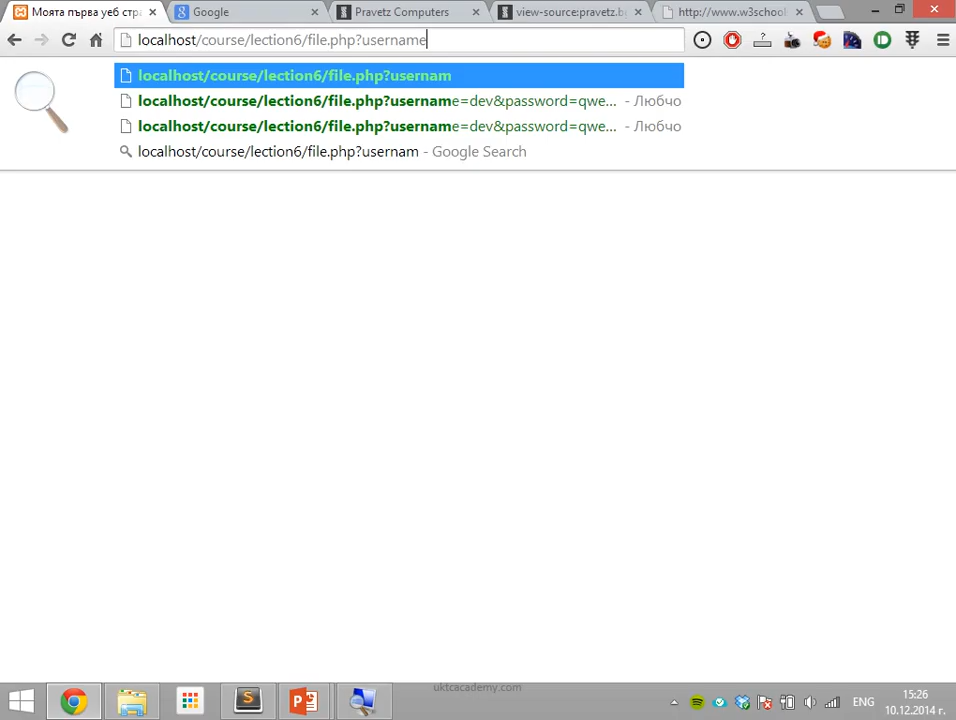 Моята първа уеб стра
Google
Pravetz Computers
view-source:pravetz.b
http://www.w3school
localhost/course/lection6/file.php?username
localhost/course/lection6/file.php?usernam
localhost/course/lection6/file.php?username=dev&password=qwe... - Любчо
localhost/course/lection6/file.php?username=dev&password=qwe... - Любчо
localhost/course/lection6/file.php?usernam - Google Search
uktcacademy.com
ENG
15:26
10.12.2014 г.